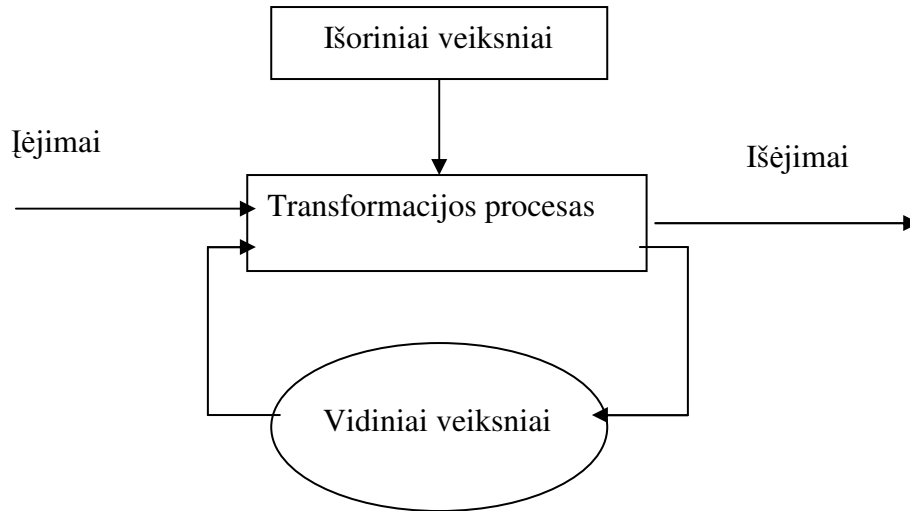 Išoriniai veiksniai
Įėjimai
Išėjimai
Transformacijos procesas
Vidiniai veiksniai